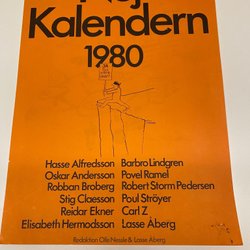 Kalendern
1980
Hasse Alfredsson Barbro Lindgren
Oskar Andersson Povel Ramel
Robban Broberg Robert Storm Pedersen
Stig Claesson Poul Ströyer
Reidar Ekner Carl Z
Elisabeth Hermodsson Lasse Åberg
Redaktion Olle Nessle & Lasse Åberg